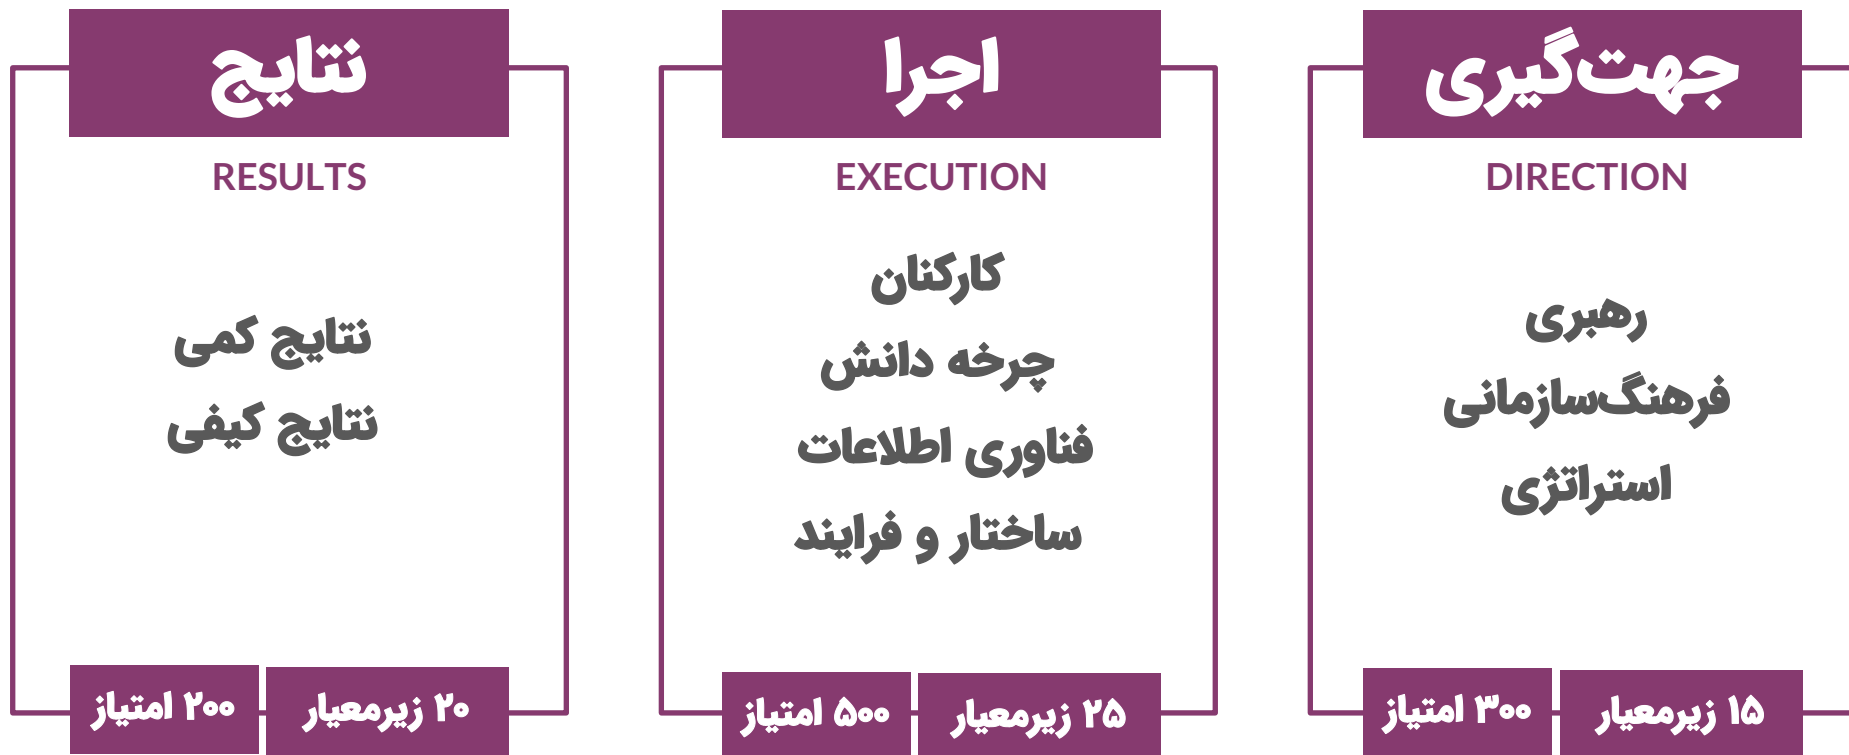 جهت‌گیری
DIRECTION
رهبری
فرهنگ‌سازمانی
استراتژی
۱۵ زیرمعیار
۳۰۰ امتیاز
اجرا
EXECUTION
کارکنان
چرخه دانش
فناوری اطلاعات
ساختار و فرایند
۲۵ زیرمعیار
۵۰۰ امتیاز
نتایج
RESULTS
نتایج کمی
نتایج کیفی
۲۰ زیرمعیار
۲۰۰ امتیاز